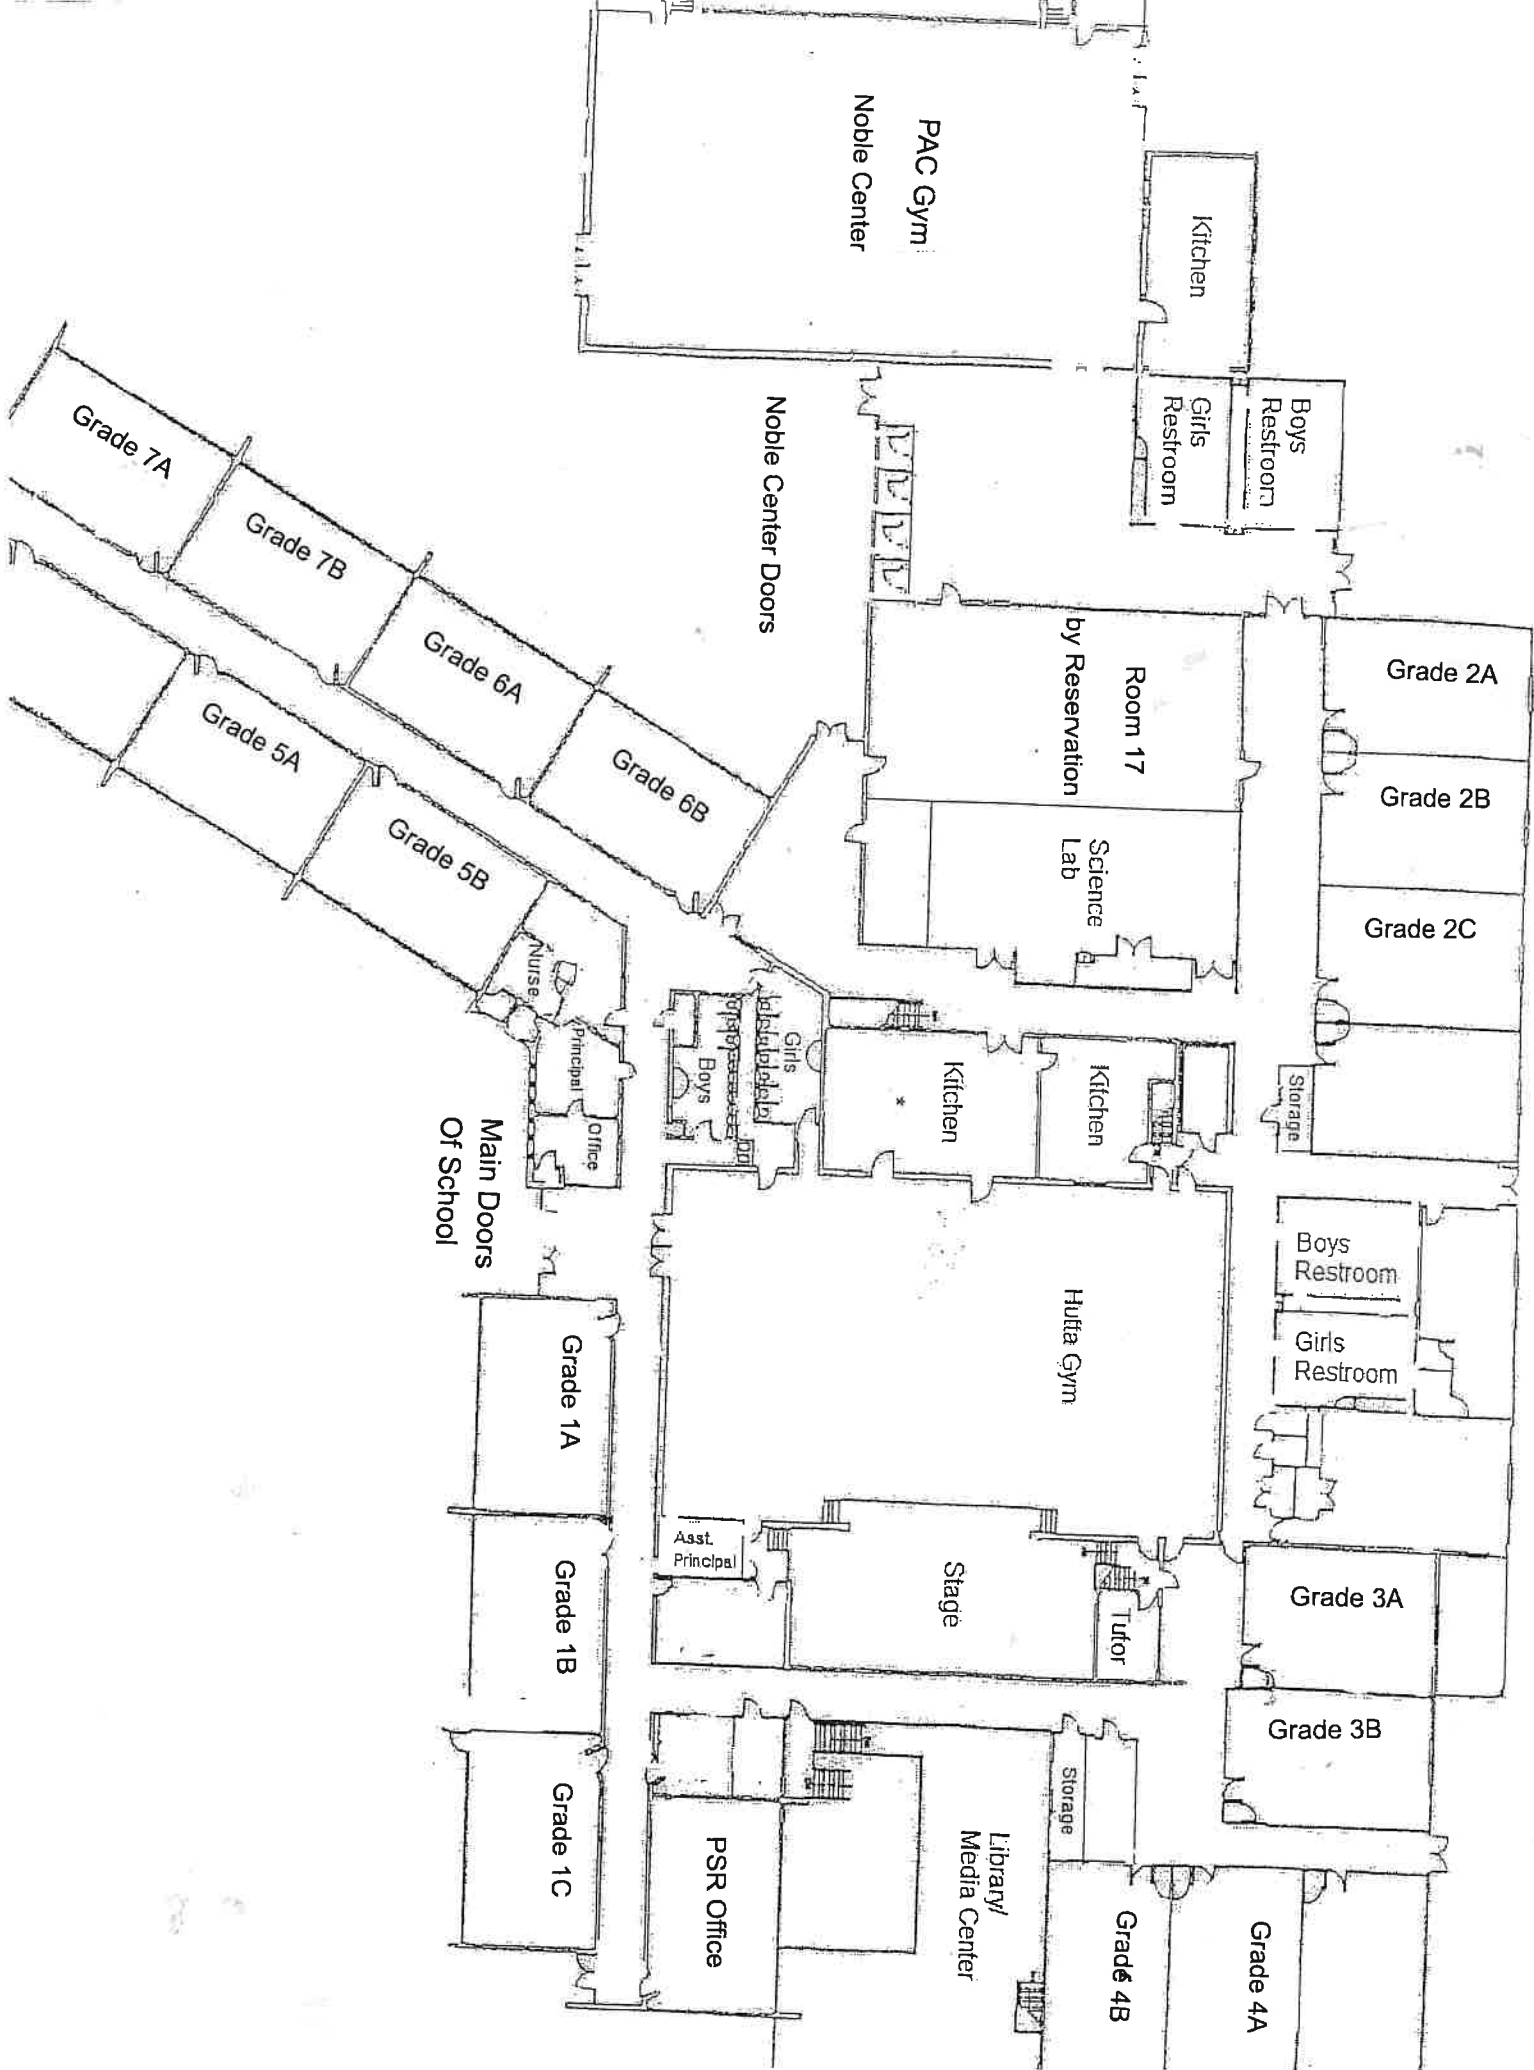 PAC Gym
Noble Center
Kitchen
Boys
Restroom
Girls
Restroom
Noble Center Doors
Grade 7A
Grade 7B
Grade 6A
Grade 6B
Grade 5A
Grade 5B
Room 17
by Reservation
Science
Lab
Grade 2A
Grade 2B
Grade 2C
Storage
Nurse
Principal
Office
Boys
Girls
Kitchen
*
Kitchen
Main Doors
Of School
Boys
Restroom
Girls
Restroom
Hutta Gym
Grade 1A
Grade 1B
Grade 1C
Asst.
Principal
Stage
Tutor
Grade 3A
Grade 3B
Storage
Library/
Media Center
PSR Office
Grade 4B
Grade 4A